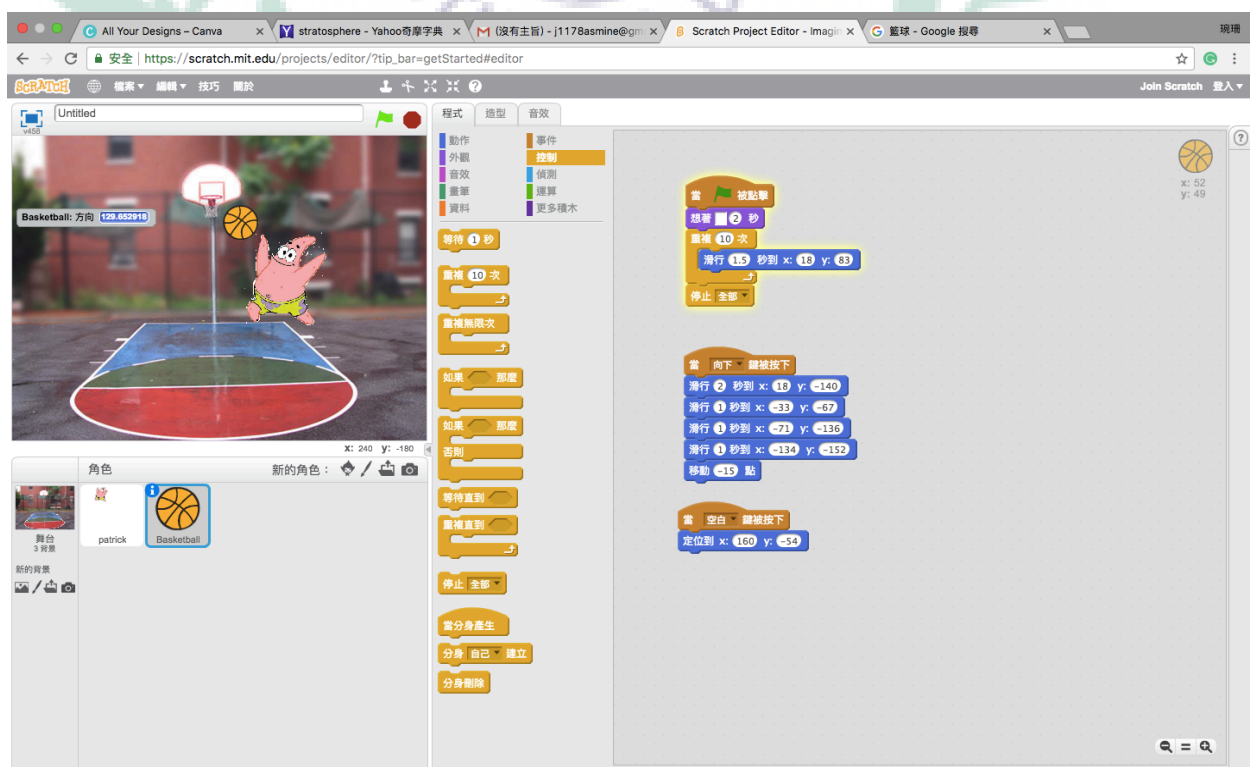 All Your Designs – Canva
stratosphere - Yahoo奇摩字典
(沒有主旨) - j1178asmine@gm
Scratch Project Editor - Imagin
籃球 - Google 搜尋
琬珊
安全 | https://scratch.mit.edu/projects/editor/?tip_bar=getStarted#editor
SCRATCH
檔案▼ 編輯▼ 技巧 關於
Join Scratch 登入▼
v458
Untitled
Basketball: 方向 129.652918
X: 240 y: -180
角色
新的角色：
舞台
3 背景
patrick
Basketball
新的背景
程式 造型 音效
動作 事件
外觀 控制
音效 偵測
畫筆 運算
資料 更多積木
等待 1 秒
重複 10 次
重複無限次
如果 那麼
如果 那麼
否則
等待直到
重複直到
停止 全部
當分身產生
分身 自己 建立
分身刪除
當 被點擊
想著 2 秒
重複 10 次
滑行 1.5 秒到 x: 18 y: 83
停止 全部
當 向下 鍵被按下
滑行 2 秒到 x: 18 y: -140
滑行 1 秒到 x: -33 y: -67
滑行 1 秒到 x: -71 y: -136
滑行 1 秒到 x: -134 y: -152
移動 -15 點
當 空白 鍵被按下
定位到 x: 160 y: -54
x: 52
y: 49